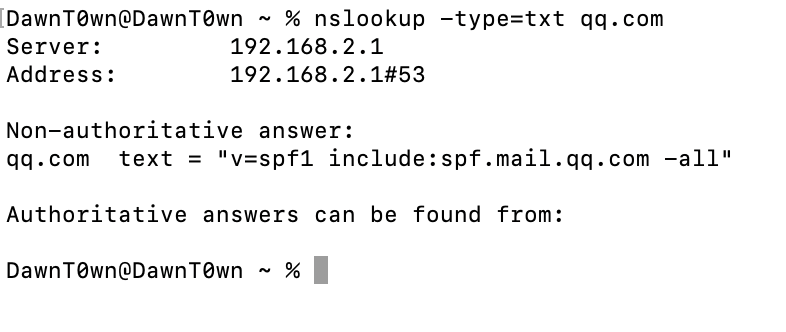 [DawnT0wn@DawnT0wn ~ % nslookup -type=txt qq.com
Server: 192.168.2.1
Address: 192.168.2.1#53
Non-authoritative answer:
qq.com text = "v=spf1 include:spf.mail.qq.com -all"
Authoritative answers can be found from:
DawnT0wn@DawnT0wn ~ %